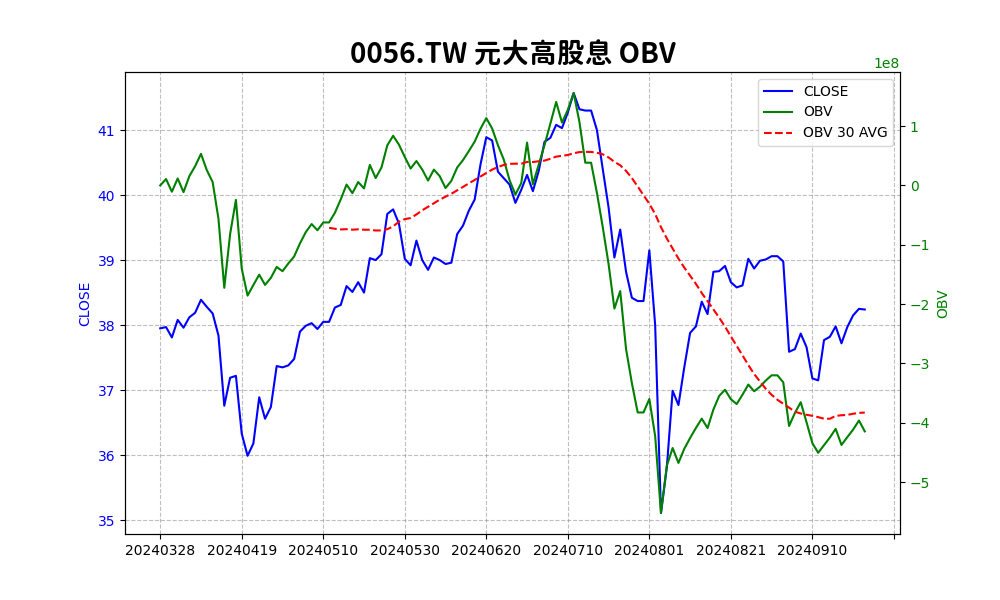 0056.TW 元大高股息 OBV
1e8
CLOSE
OBV
OBV 30 AVG
41
40
39
38
37
36
35
CLOSE
1
0
−1
−2
−3
−4
−5
OBV
20240328 20240419 20240510 20240530 20240620 20240710 20240801 20240821 20240910